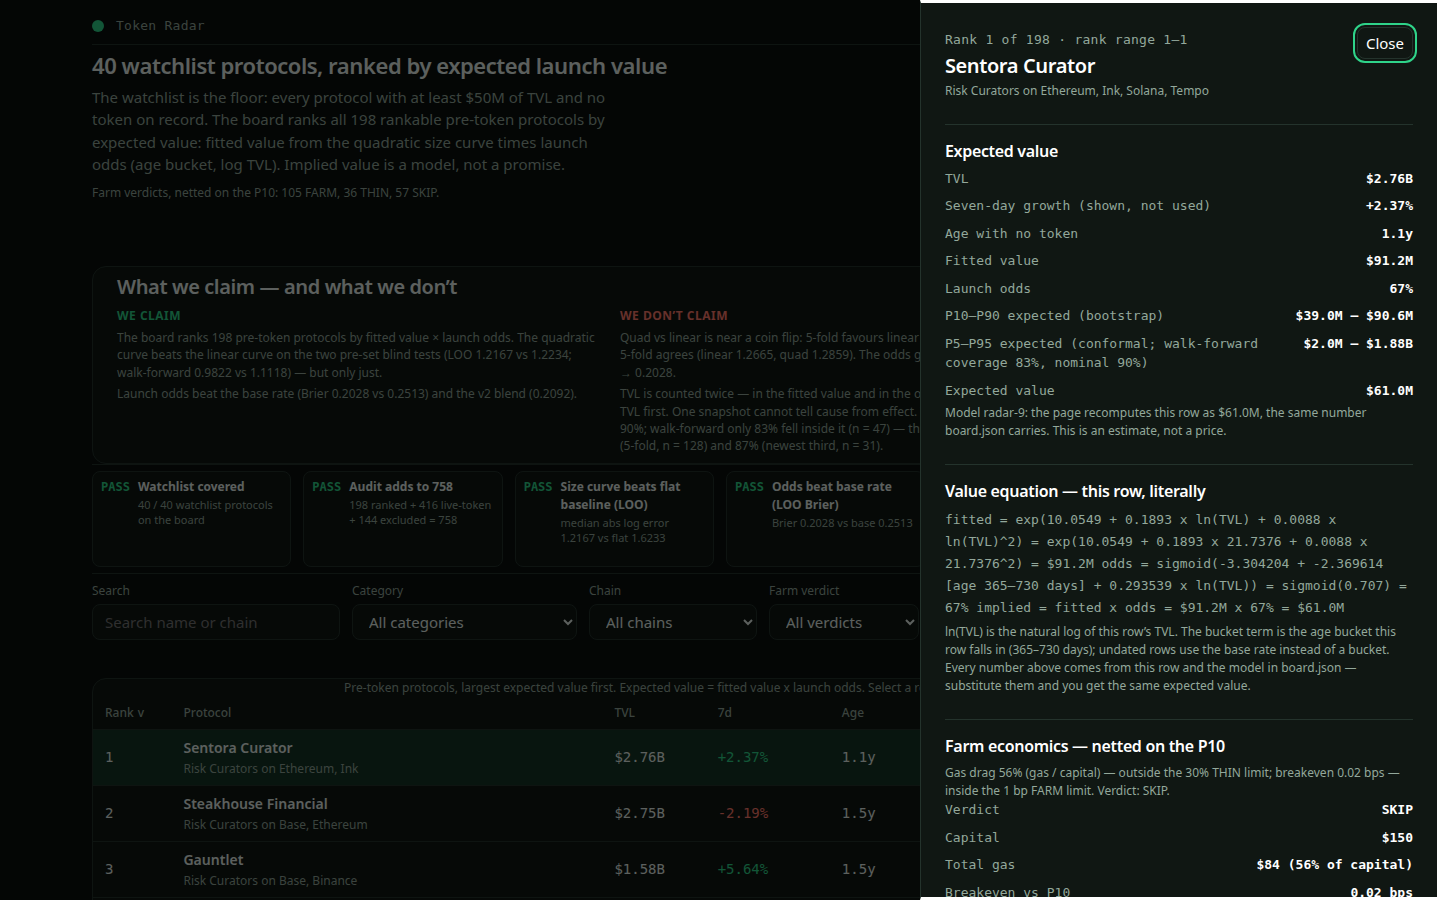 Token Radar
40 watchlist protocols, ranked by expected launch value
The watchlist is the floor: every protocol with at least $50M of TVL and no
token on record. The board ranks all 198 rankable pre-token protocols by
expected value: fitted value from the quadratic size curve times launch
odds (age bucket, log TVL). Implied value is a model, not a promise.
Farm verdicts, netted on the P10: 105 FARM, 36 THIN, 57 SKIP.
What we claim — and what we don't
WE CLAIM
The board ranks 198 pre-token protocols by fitted value × launch odds. The quadratic
curve beats the linear curve on the two pre-set blind tests (LOO 1.2167 vs 1.2234;
walk-forward 0.9822 vs 1.1118) — but only just.
Launch odds beat the base rate (Brier 0.2028 vs 0.2513) and the v2 blend (0.2092).
WE DON'T CLAIM
Quad vs linear is near a coin flip: 5-fold favours linear
5-fold agrees (linear 1.2665, quad 1.2859). The odds g
→ 0.2028.
TVL is counted twice — in the fitted value and in the o
TVL first. One snapshot cannot tell cause from effect.
90%; walk-forward only 83% fell inside it (n = 47) — th
(5-fold, n = 128) and 87% (newest third, n = 31).
PASS Watchlist covered
40 / 40 watchlist protocols
on the board
PASS Audit adds to 758
198 ranked + 416 live-token
+ 144 excluded = 758
PASS Size curve beats flat
baseline (LOO)
median abs log error
1.2167 vs flat 1.6233
PASS Odds beat base rate
(LOO Brier)
Brier 0.2028 vs base 0.2513
Search Category Chain Farm verdict
Search name or chain All categories All chains All verdicts
Pre-token protocols, largest expected value first. Expected value = fitted value x launch odds. Select a r
Rank v Protocol TVL 7d Age
1 Sentora Curator $2.76B +2.37% 1.1y
Risk Curators on Ethereum, Ink
2 Steakhouse Financial $2.75B -2.19% 1.5y
Risk Curators on Base, Ethereum
3 Gauntlet $1.58B +5.64% 1.5y
Risk Curators on Base, Binance
Rank 1 of 198 · rank range 1–1
Close
Sentora Curator
Risk Curators on Ethereum, Ink, Solana, Tempo
Expected value
TVL $2.76B
Seven-day growth (shown, not used) +2.37%
Age with no token 1.1y
Fitted value $91.2M
Launch odds 67%
P10–P90 expected (bootstrap) $39.0M – $90.6M
P5–P95 expected (conformal; walk-forward $2.0M – $1.88B
coverage 83%, nominal 90%)
Expected value $61.0M
Model radar-9: the page recomputes this row as $61.0M, the same number
board.json carries. This is an estimate, not a price.
Value equation — this row, literally
fitted = exp(10.0549 + 0.1893 x ln(TVL) + 0.0088 x
ln(TVL)^2) = exp(10.0549 + 0.1893 x 21.7376 + 0.0088 x
21.7376^2) = $91.2M odds = sigmoid(-3.304204 + -2.369614
[age 365–730 days] + 0.293539 x ln(TVL)) = sigmoid(0.707) =
67% implied = fitted x odds = $91.2M x 67% = $61.0M
ln(TVL) is the natural log of this row's TVL. The bucket term is the age bucket this
row falls in (365–730 days); undated rows use the base rate instead of a bucket.
Every number above comes from this row and the model in board.json —
substitute them and you get the same expected value.
Farm economics — netted on the P10
Gas drag 56% (gas / capital) — outside the 30% THIN limit; breakeven 0.02 bps —
inside the 1 bp FARM limit. Verdict: SKIP.
Verdict SKIP
Capital $150
Total gas $84 (56% of capital)
Breakeven vs P10 0.02 bps